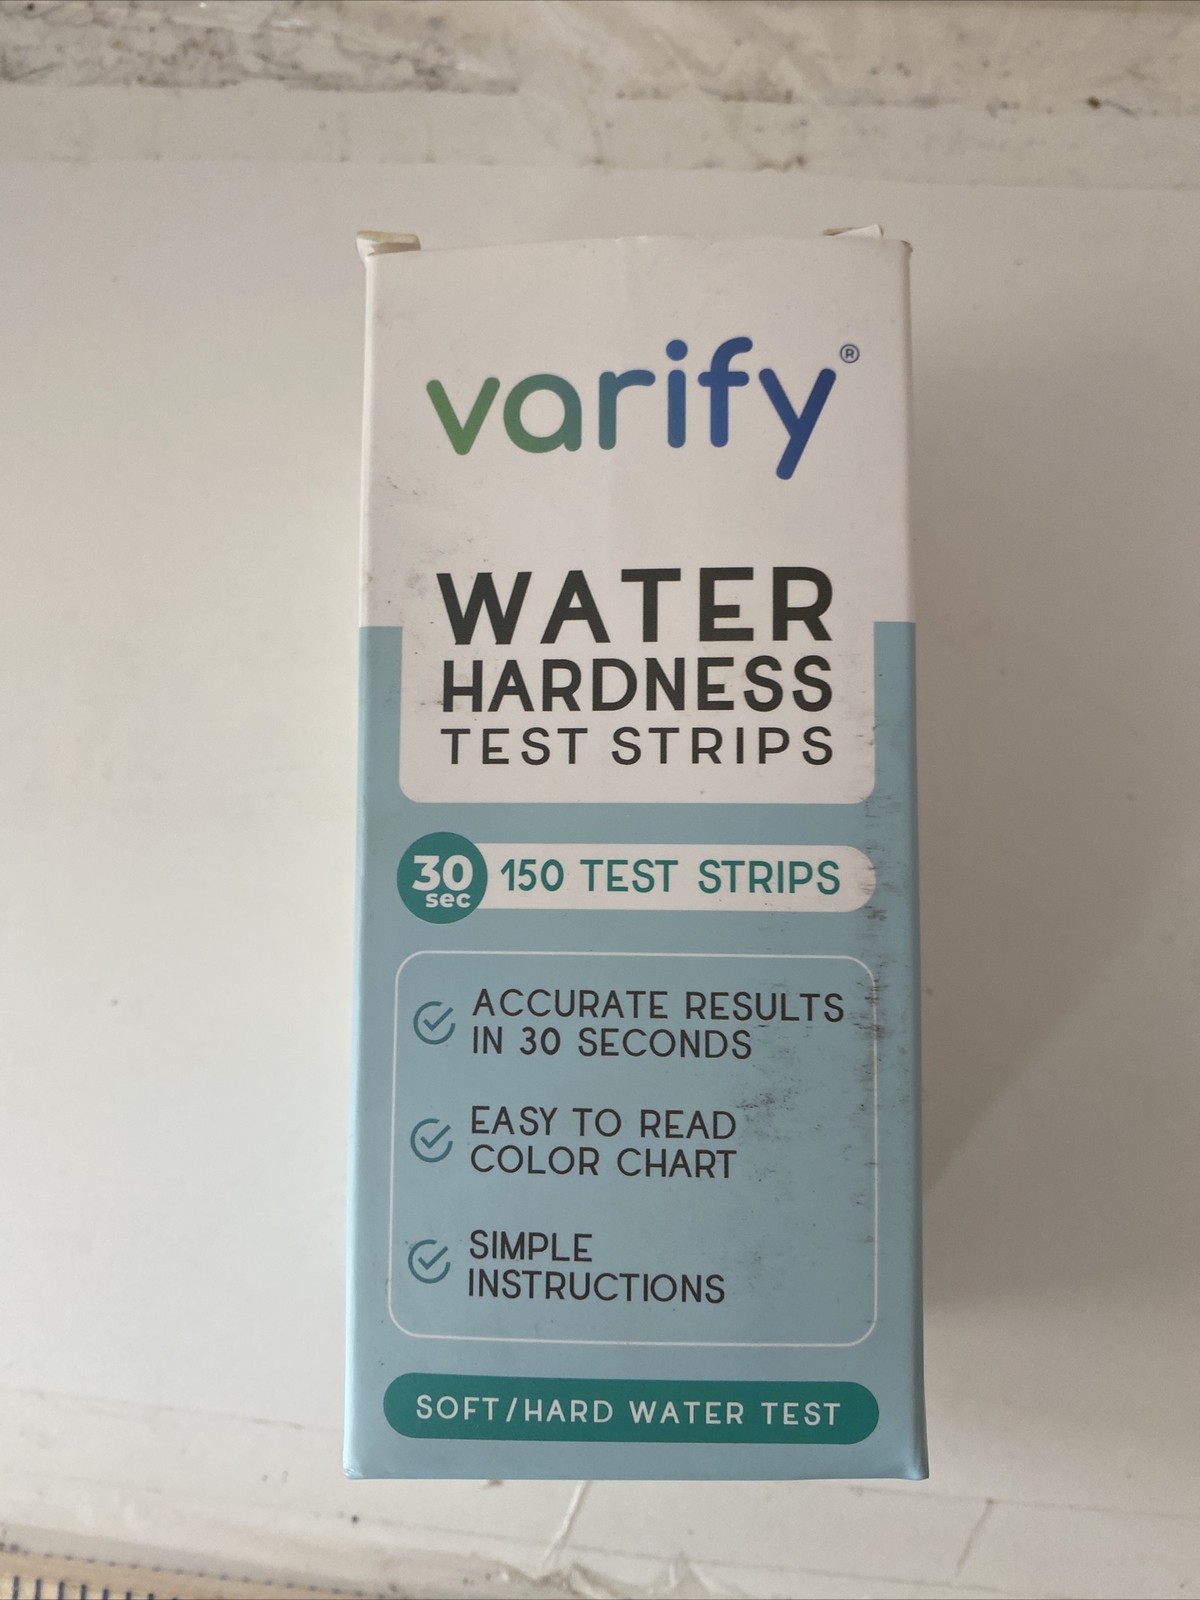 varify®
WATER
HARDNESS
TEST STRIPS
30
sec
150 TEST STRIPS
ACCURATE RESULTS
IN 30 SECONDS
EASY TO READ
COLOR CHART
SIMPLE
INSTRUCTIONS
SOFT/HARD WATER TEST